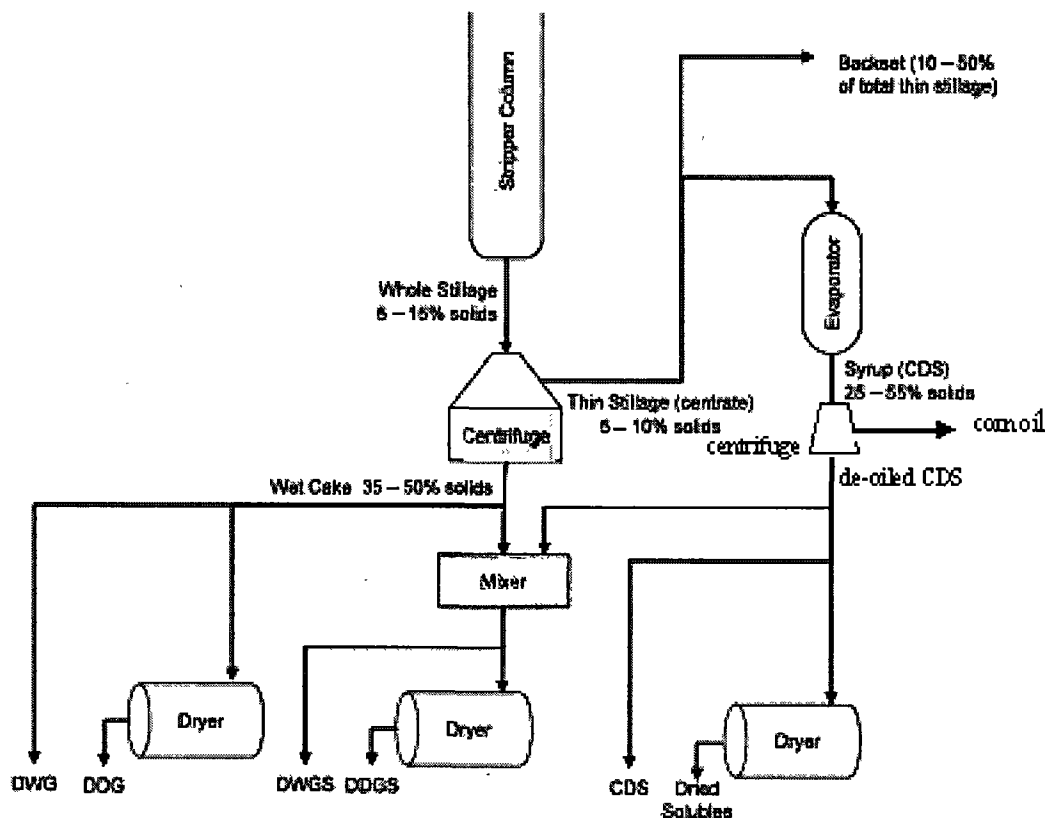 Stripper Column
Backset (10 – 50%
of total thin stillage)
Whole Stillage
5 – 15% solids
Evaporator
Syrup (CDS)
25 – 55% solids
Thin Stillage (centrate)
5 – 10% solids
Centrifuge
centrifuge
corn oil
de-oiled CDS
Wet Cake 35 – 50% solids
Mixer
Dryer
Dryer
Dryer
DWG
DDG
DWGS
DDGS
CDS
Dried
Solubles